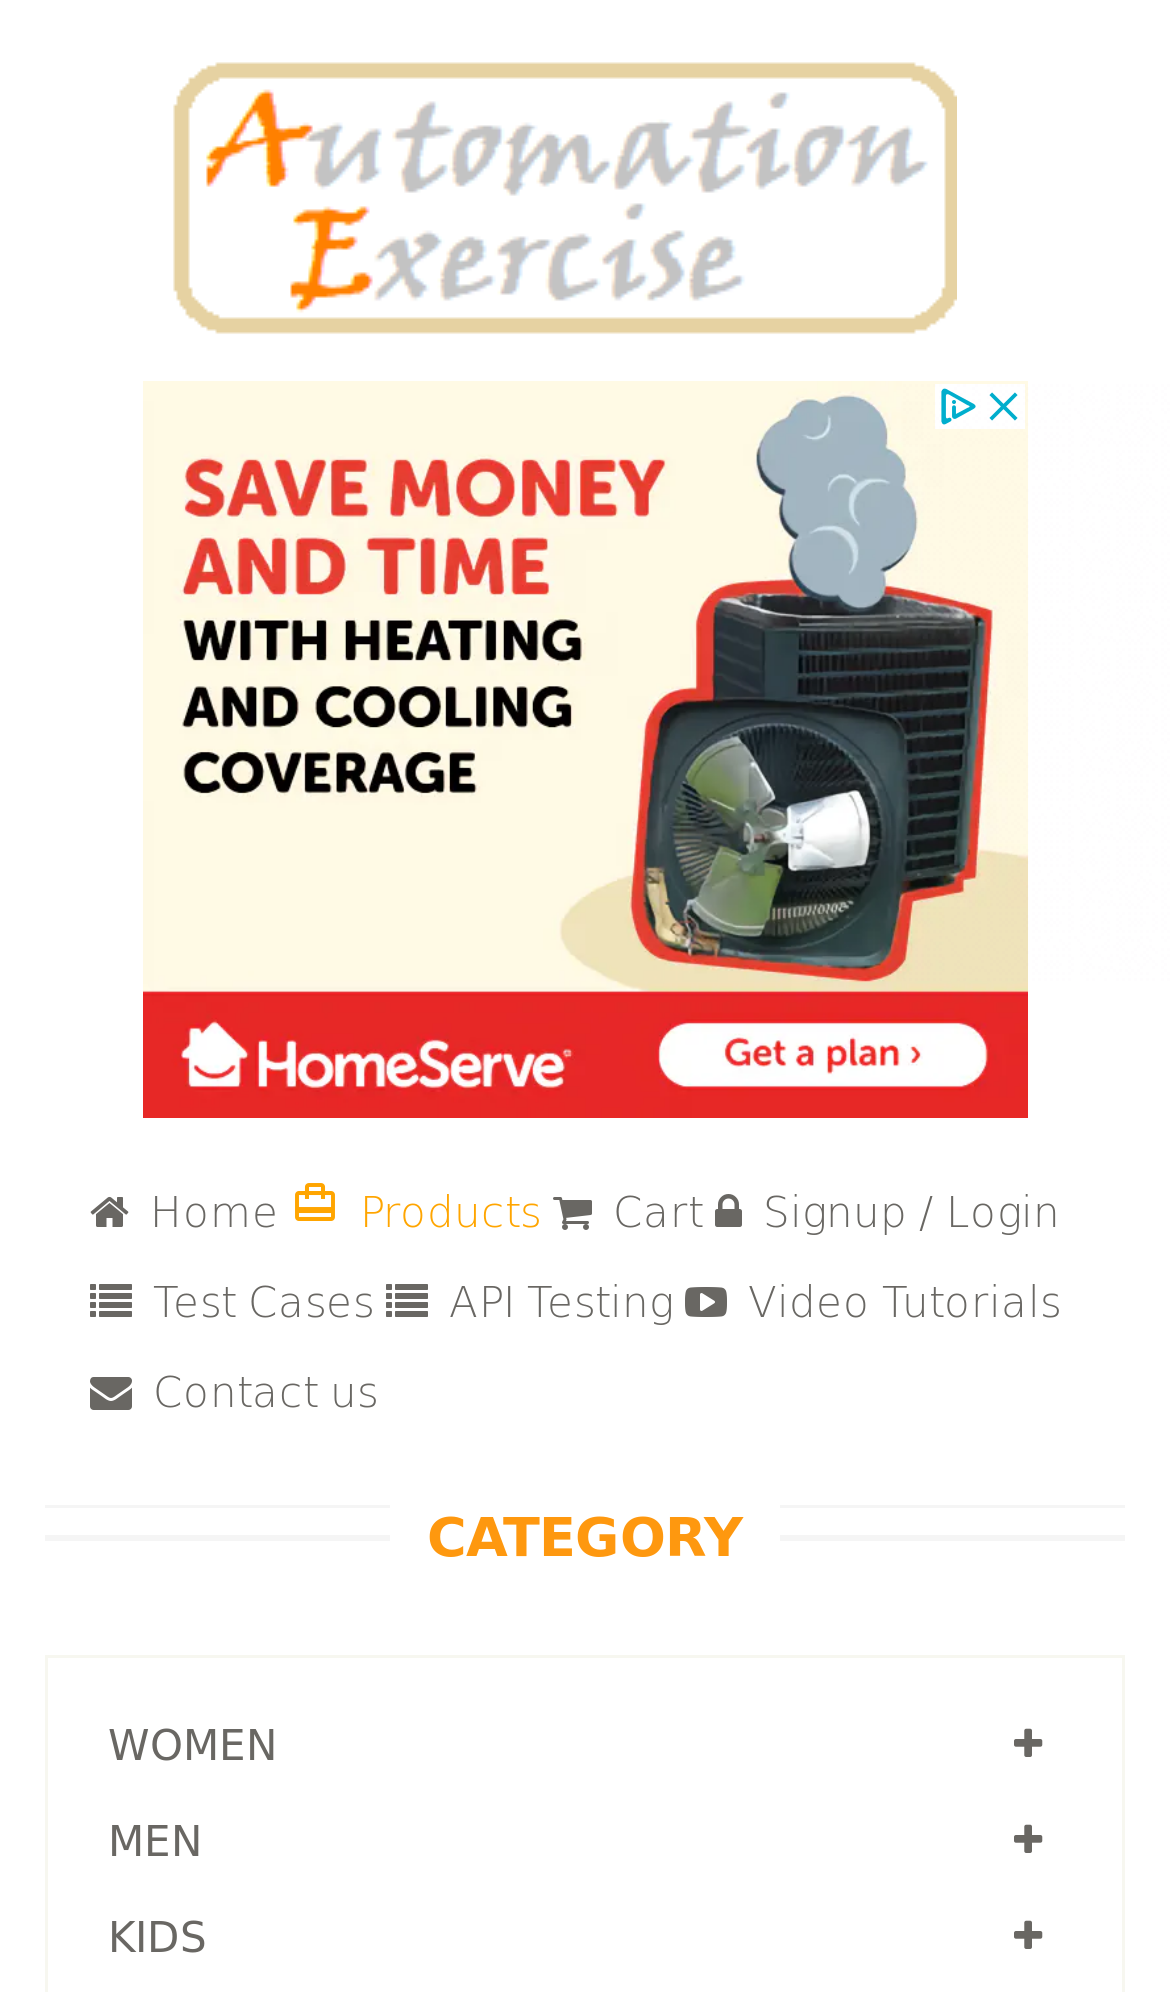 Automation
Exercise
SAVE MONEY
AND TIME
WITH HEATING
AND COOLING
COVERAGE
HomeServe
Get a plan ›
Home Products Cart Signup / Login
Test Cases API Testing Video Tutorials
Contact us
CATEGORY
WOMEN
MEN
KIDS